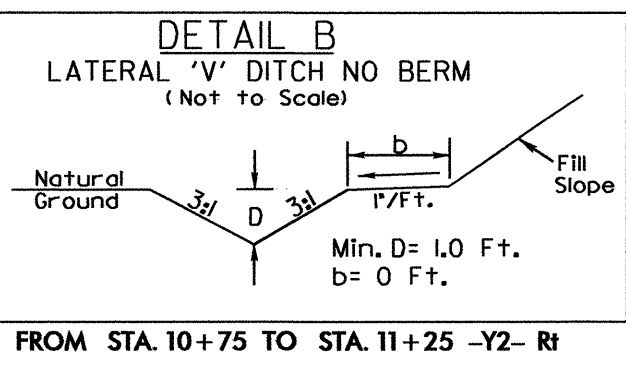 DETAIL B
LATERAL 'V' DITCH NO BERM
(Not to Scale)
b
Natural
Ground
3:1
D
3:1
1"/Ft.
Fill
Slope
Min. D= 1.0 Ft.
b= 0 Ft.
FROM STA. 10+75 TO STA. 11+25 -Y2- Rt